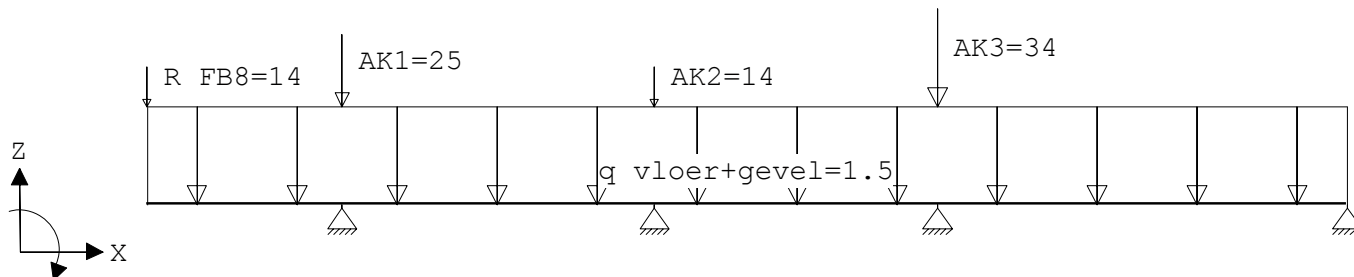 AK3=34
AK1=25
R FB8=14
AK2=14
q vloer+gevel=1.5
Z
X